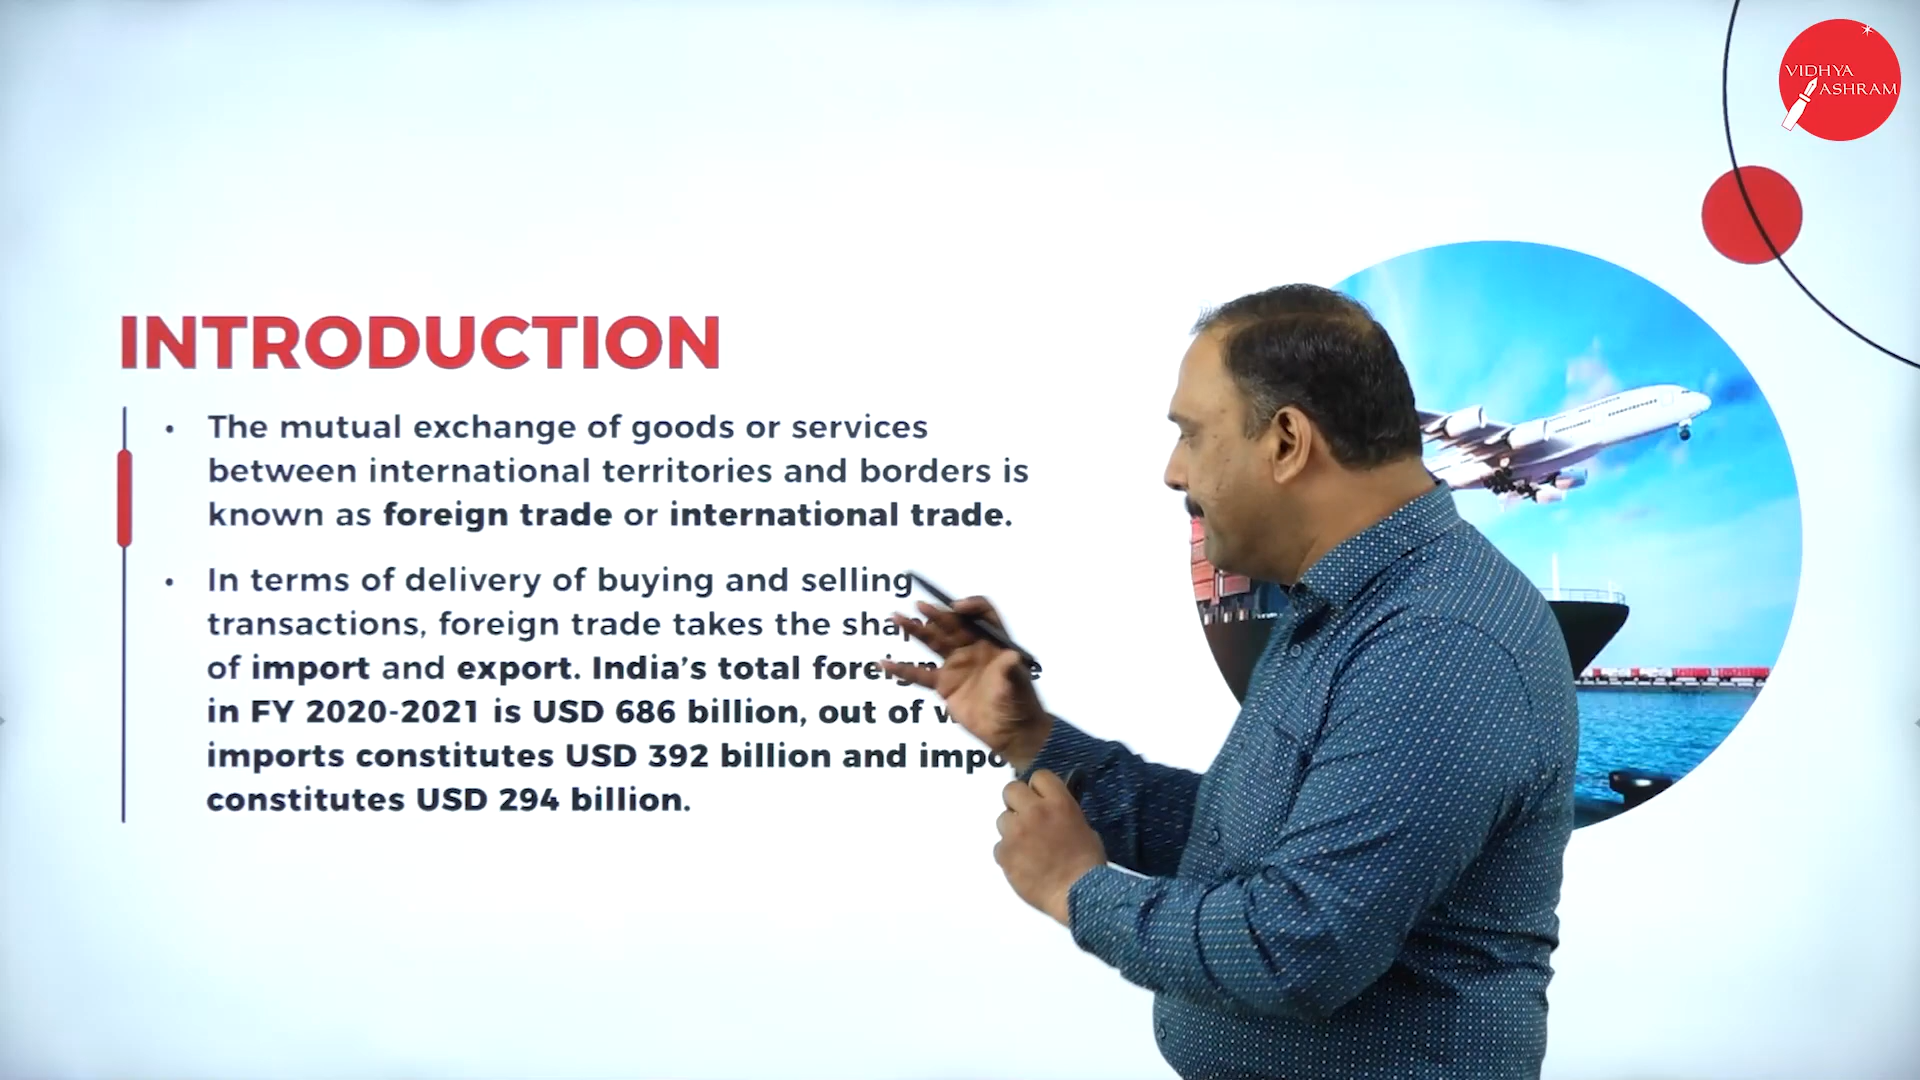 VIDHYA
ASHRAM
INTRODUCTION
• The mutual exchange of goods or services
between international territories and borders is
known as foreign trade or international trade.
• In terms of delivery of buying and selling
transactions, foreign trade takes the
of import and export. India's total
in FY 2020-2021 is USD 686 billion, out of
imports constitutes USD 392 billion and
constitutes USD 294 billion.